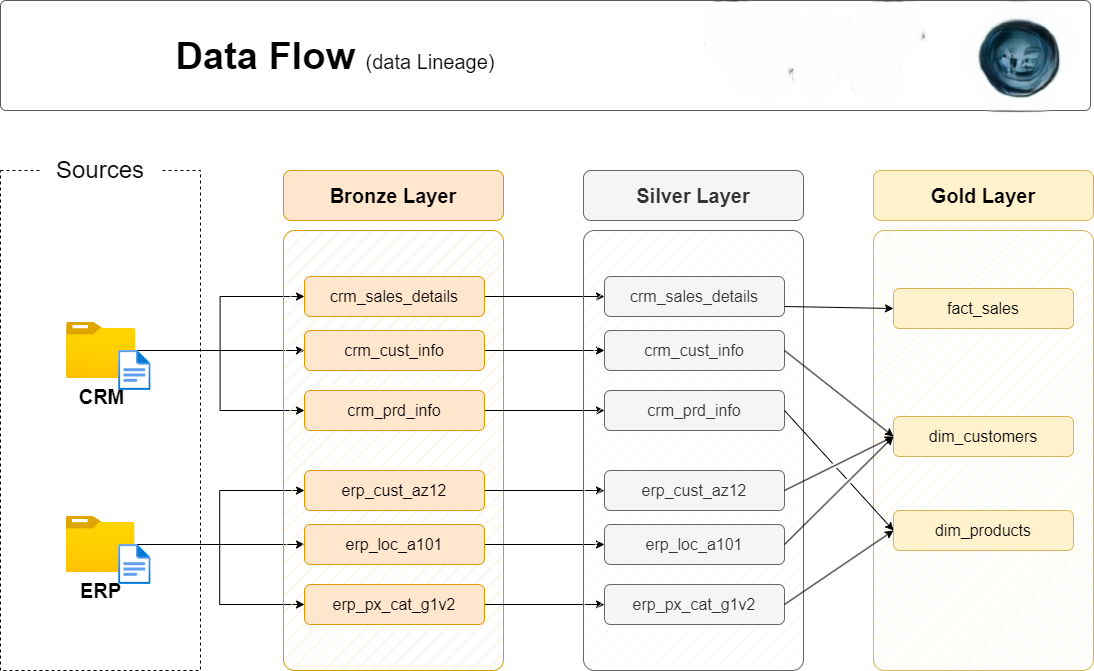 Data Flow (data Lineage)
Sources
Bronze Layer
Silver Layer
Gold Layer
crm_sales_details
crm_sales_details
fact_sales
crm_cust_info
crm_cust_info
CRM
crm_prd_info
crm_prd_info
dim_customers
erp_cust_az12
erp_cust_az12
dim_products
erp_loc_a101
erp_loc_a101
ERP
erp_px_cat_g1v2
erp_px_cat_g1v2